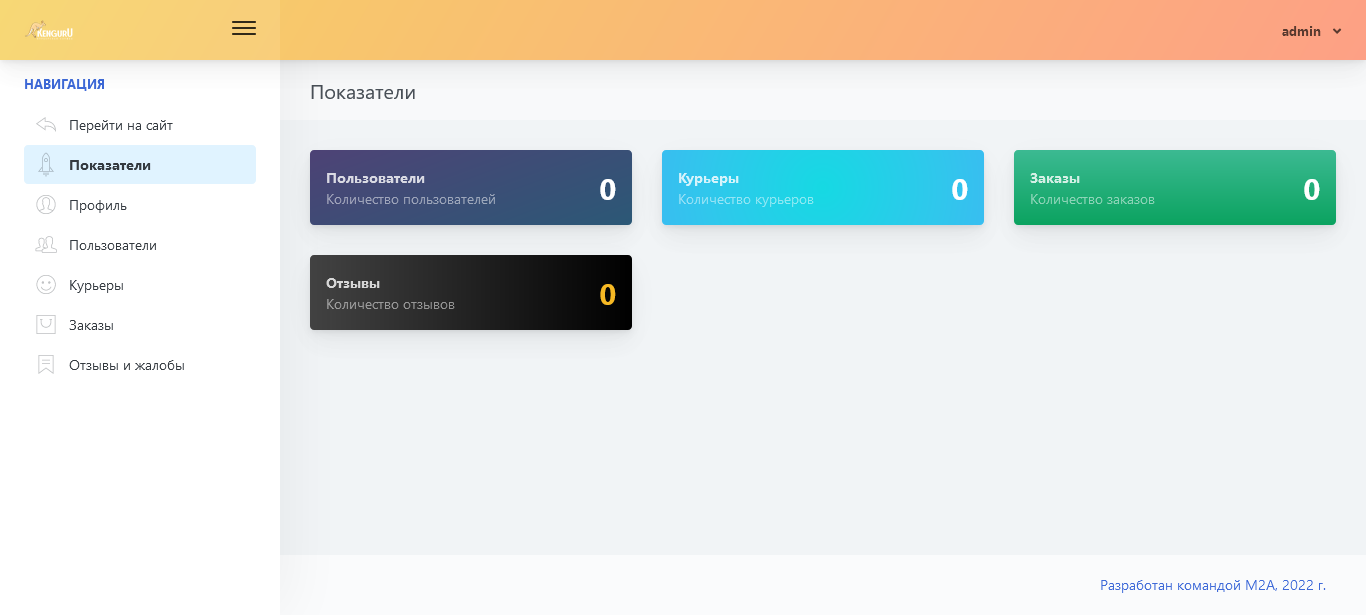 KENGURU
admin
НАВИГАЦИЯ
Перейти на сайт
Показатели
Профиль
Пользователи
Курьеры
Заказы
Отзывы и жалобы
Показатели
Пользователи
Количество пользователей
0
Курьеры
Количество курьеров
0
Заказы
Количество заказов
0
Отзывы
Количество отзывов
0
Разработан командой M2A, 2022 г.